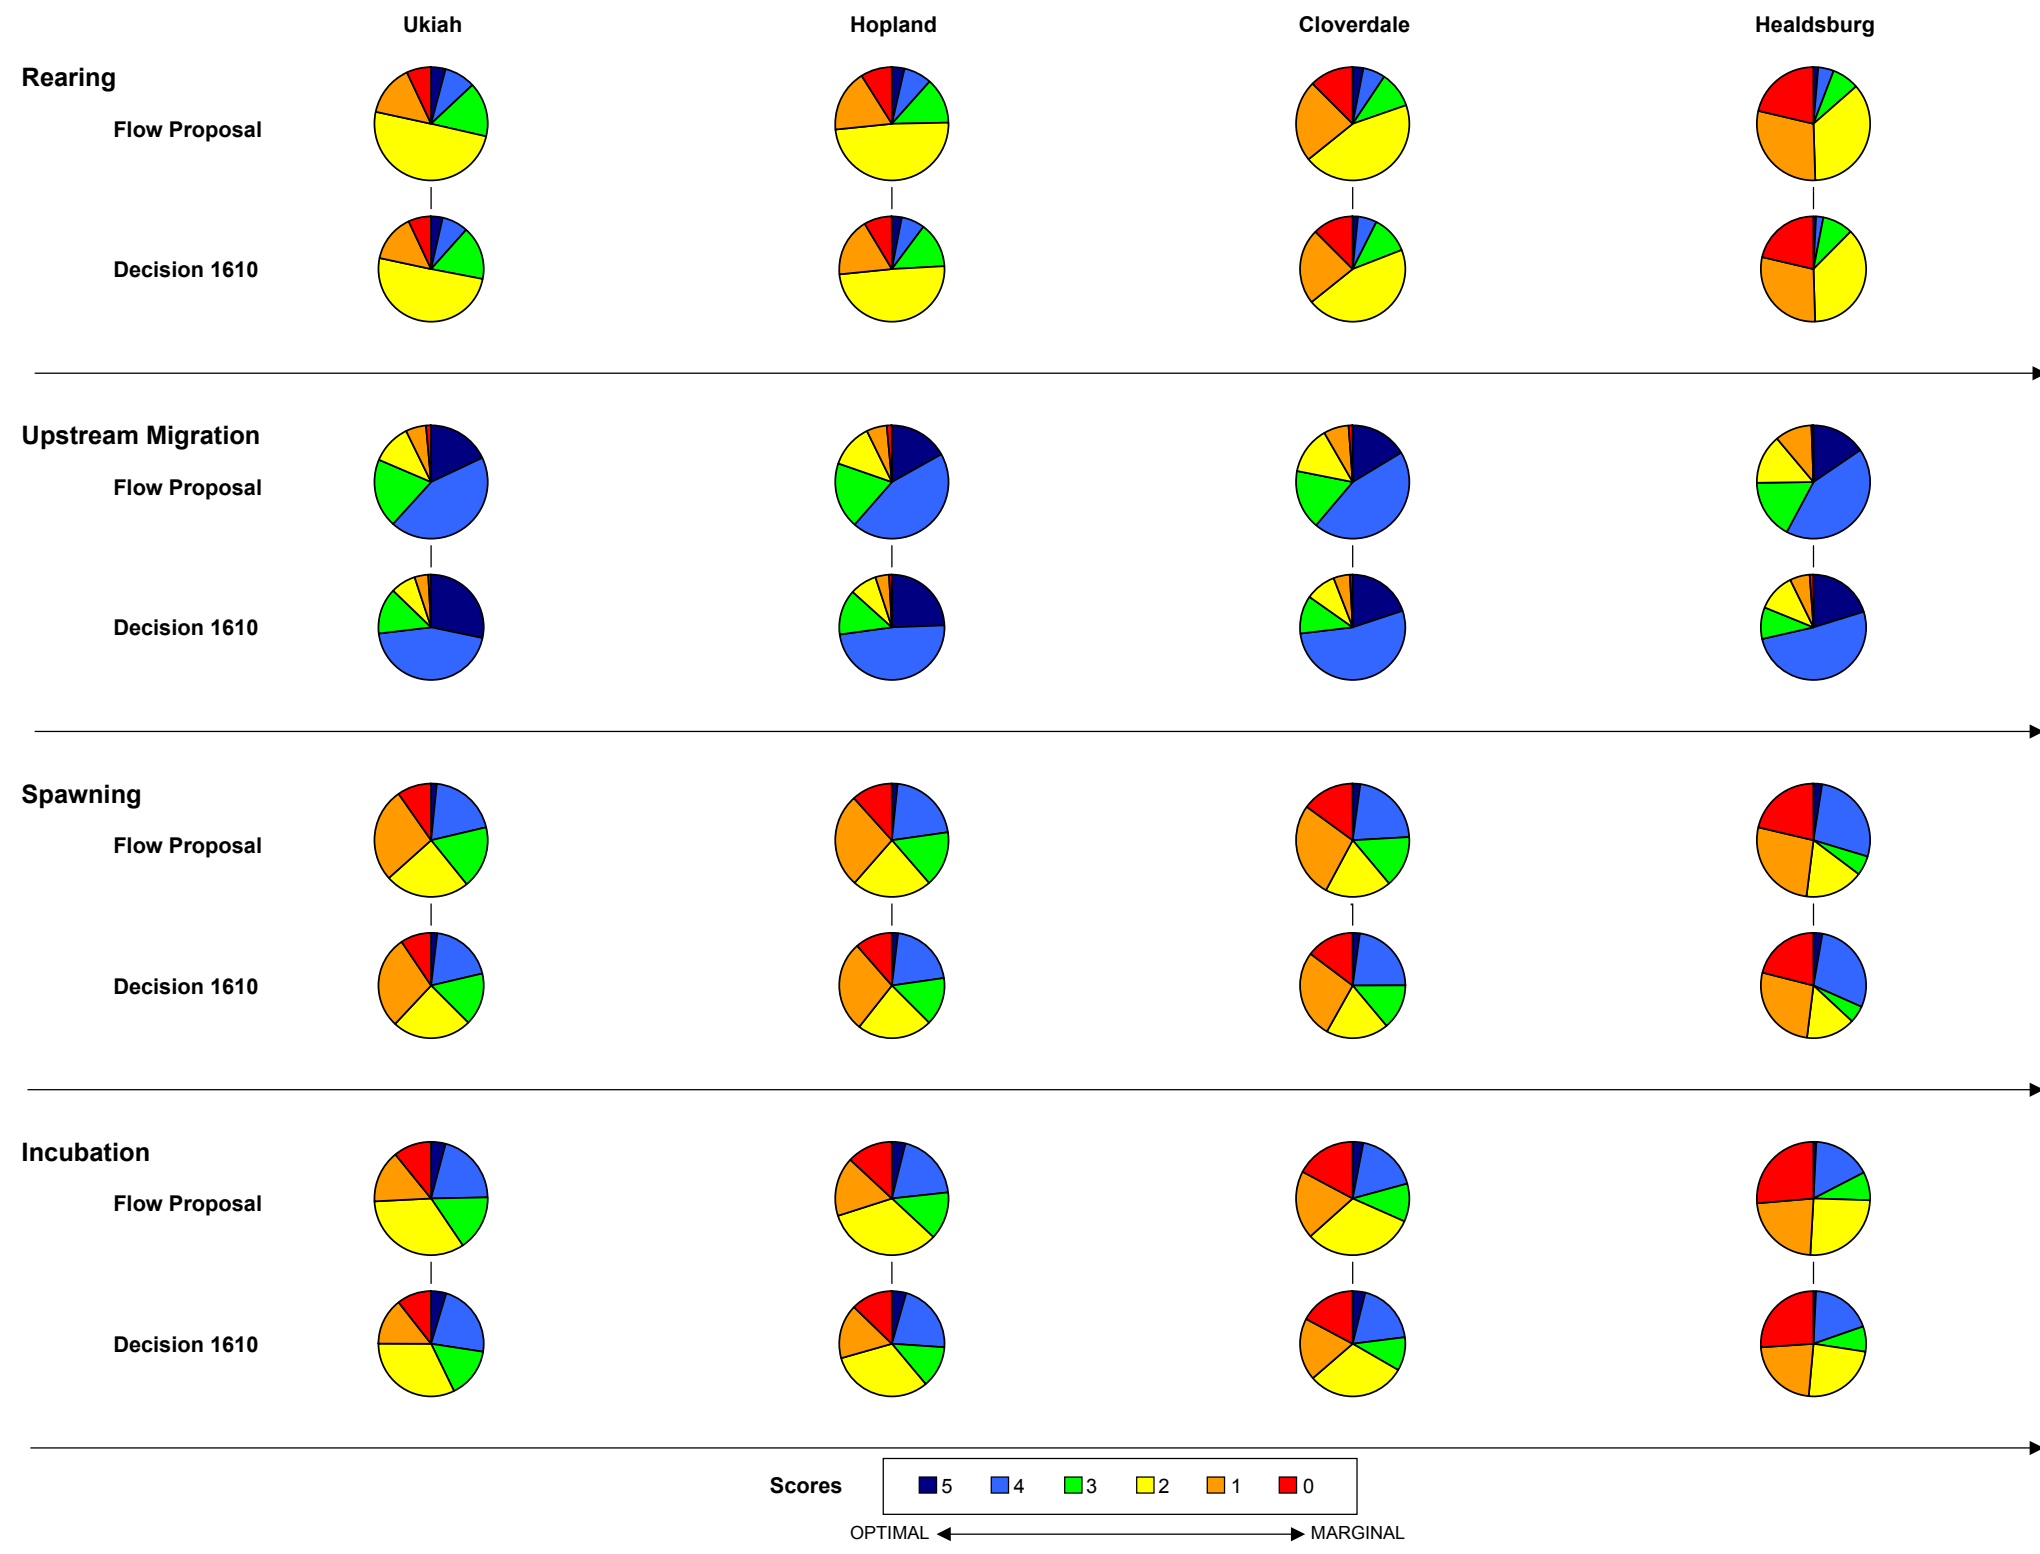 Ukiah Hopland Cloverdale Healdsburg
Rearing
Flow Proposal
Decision 1610
Upstream Migration
Flow Proposal
Decision 1610
Spawning
Flow Proposal
Decision 1610
Incubation
Flow Proposal
Decision 1610
Scores 5 4 3 2 1 0
OPTIMAL MARGINAL